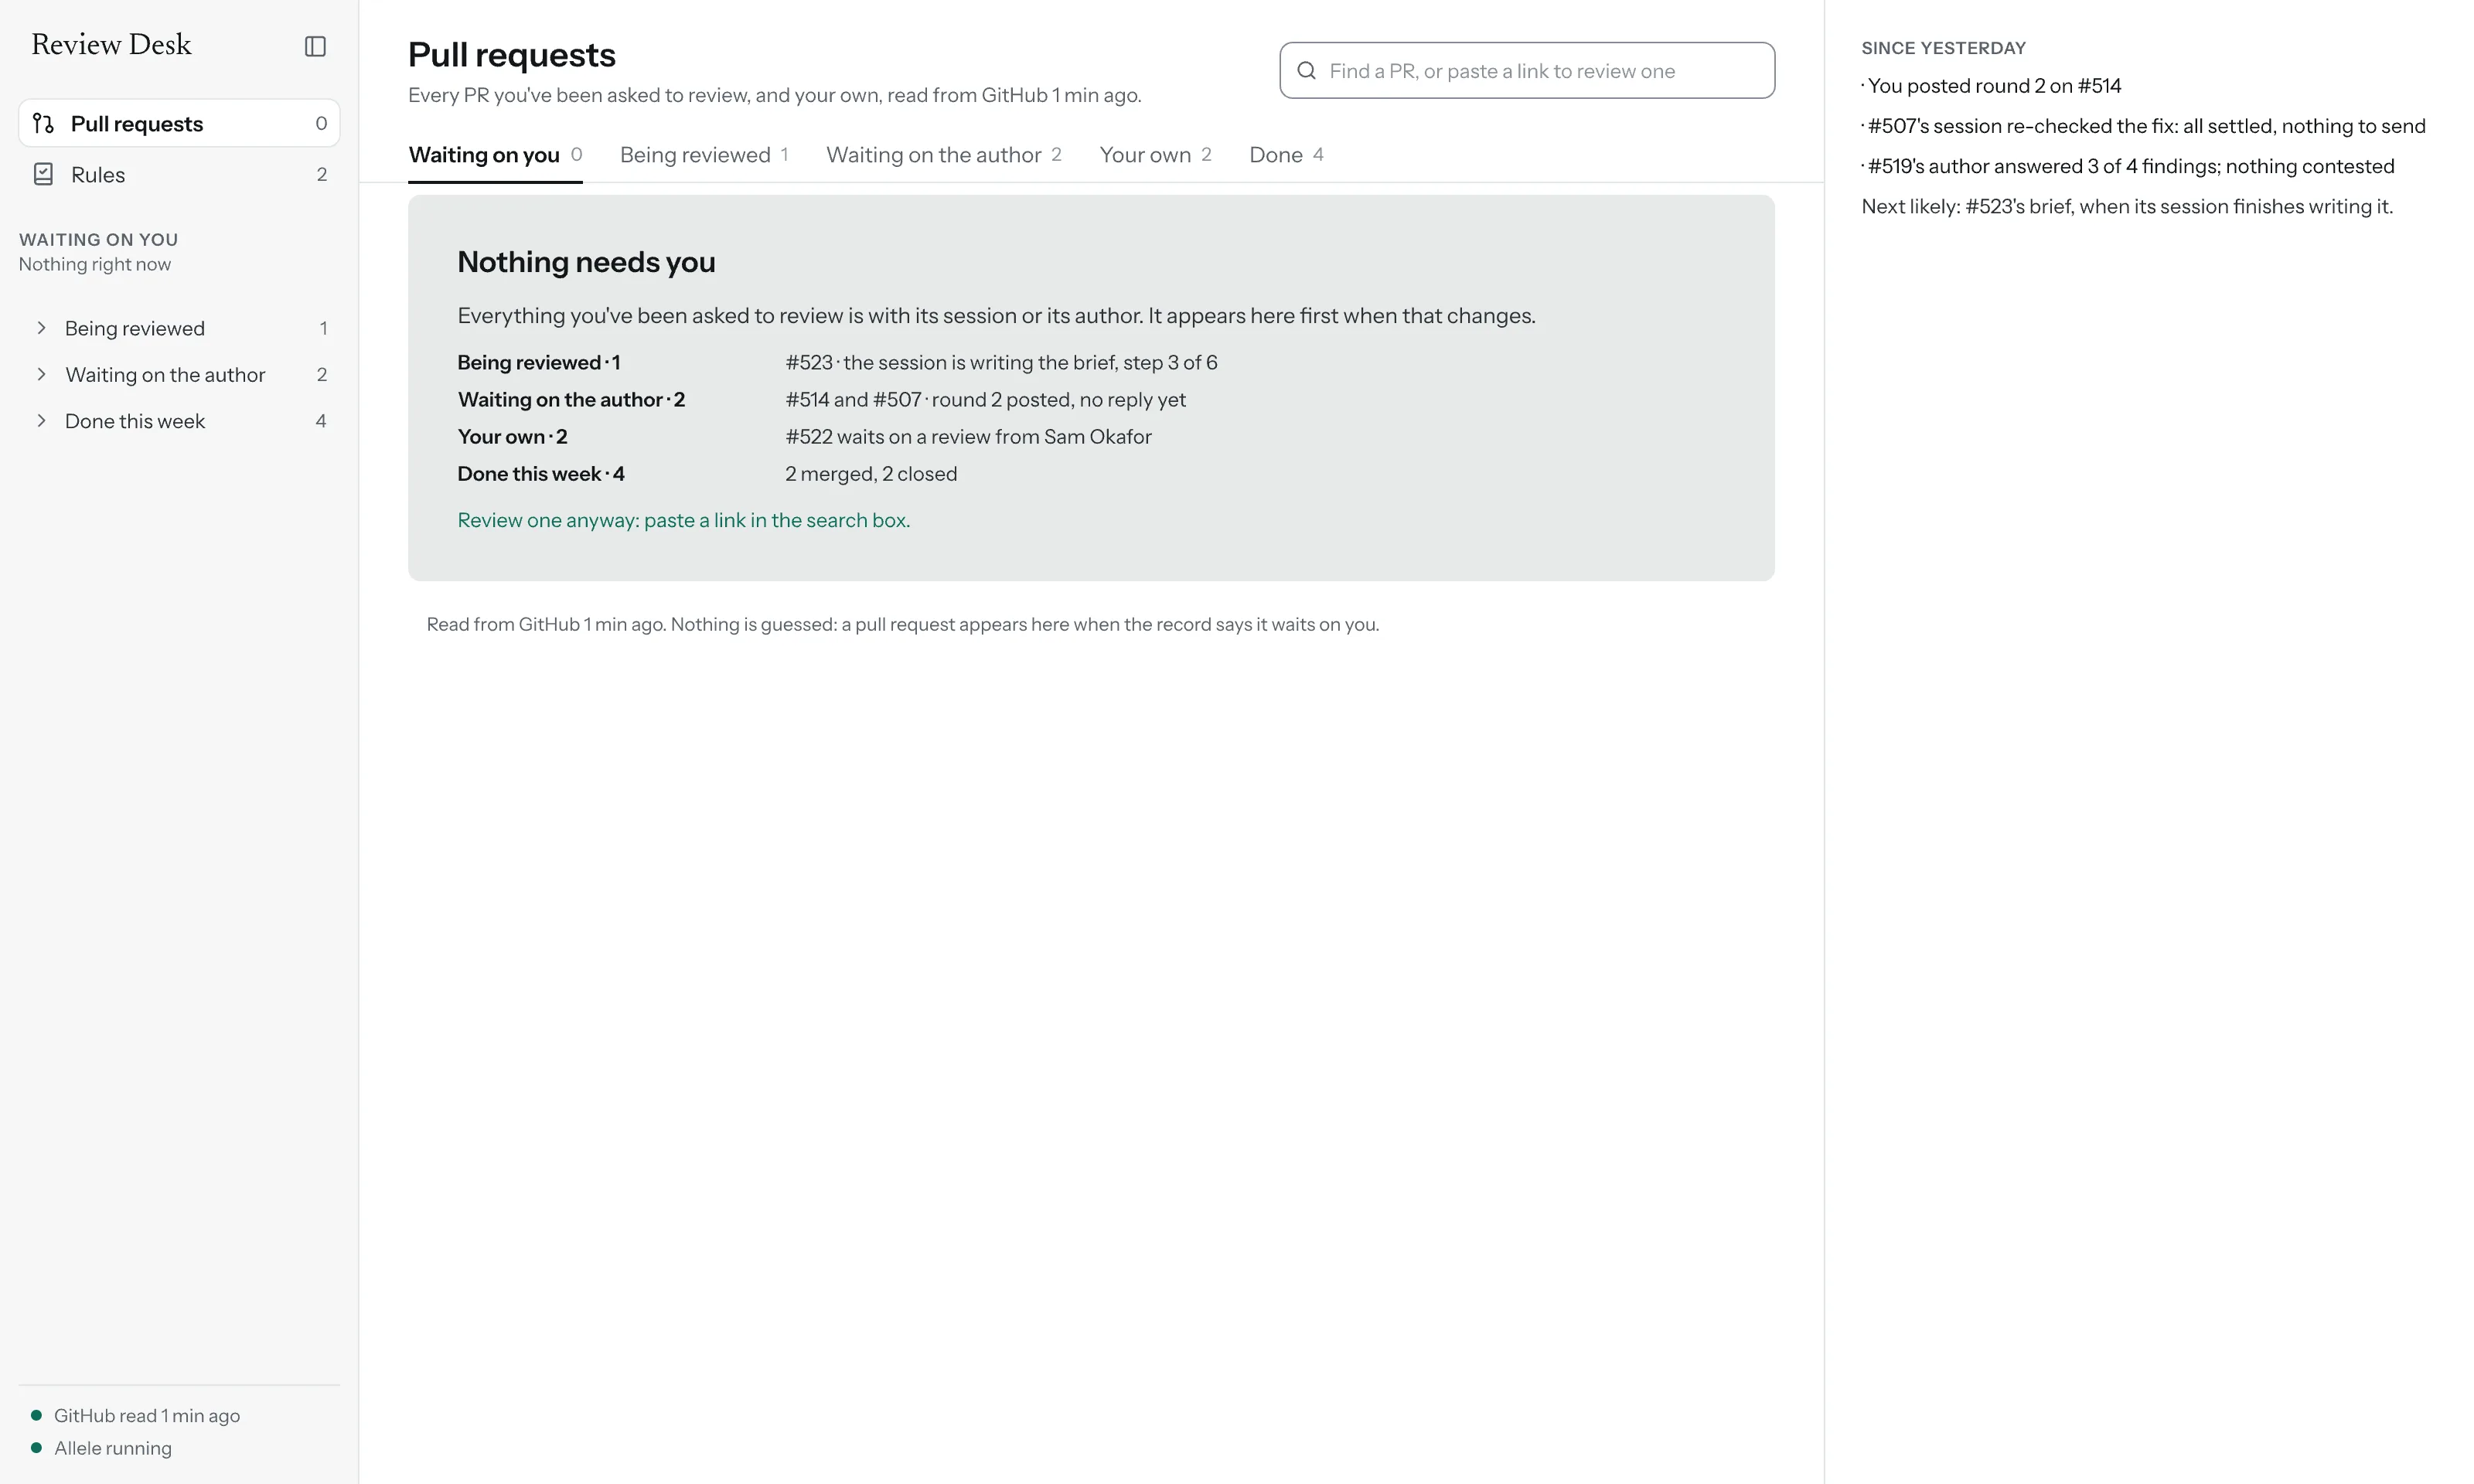 Review Desk
Pull requests 0
Rules 2
WAITING ON YOU
Nothing right now
Being reviewed 1
Waiting on the author 2
Done this week 4
GitHub read 1 min ago
Allele running
Pull requests
Every PR you've been asked to review, and your own, read from GitHub 1 min ago.
Find a PR, or paste a link to review one
Waiting on you 0 Being reviewed 1 Waiting on the author 2 Your own 2 Done 4
Nothing needs you
Everything you've been asked to review is with its session or its author. It appears here first when that changes.
Being reviewed · 1 #523 · the session is writing the brief, step 3 of 6
Waiting on the author · 2 #514 and #507 · round 2 posted, no reply yet
Your own · 2 #522 waits on a review from Sam Okafor
Done this week · 4 2 merged, 2 closed
Review one anyway: paste a link in the search box.
Read from GitHub 1 min ago. Nothing is guessed: a pull request appears here when the record says it waits on you.
SINCE YESTERDAY
· You posted round 2 on #514
· #507's session re-checked the fix: all settled, nothing to send
· #519's author answered 3 of 4 findings; nothing contested
Next likely: #523's brief, when its session finishes writing it.